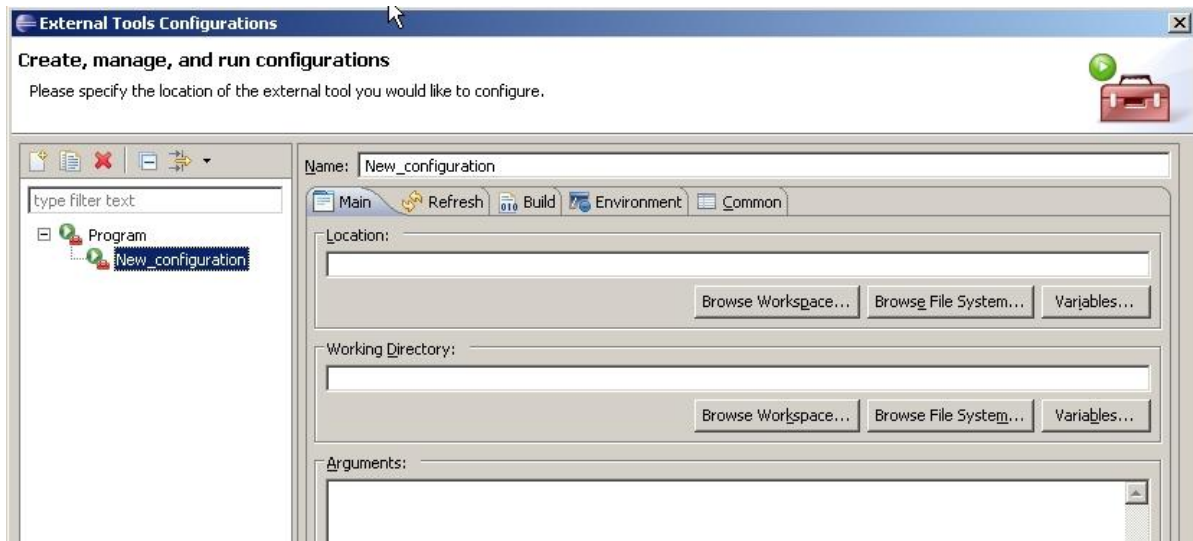 External Tools Configurations
Create, manage, and run configurations
Please specify the location of the external tool you would like to configure.
Name: New_configuration
type filter text
Main Refresh Build Environment Common
Program
New_configuration
Location:
Browse Workspace... Browse File System... Variables...
Working Directory:
Browse Workspace... Browse File System... Variables...
Arguments: